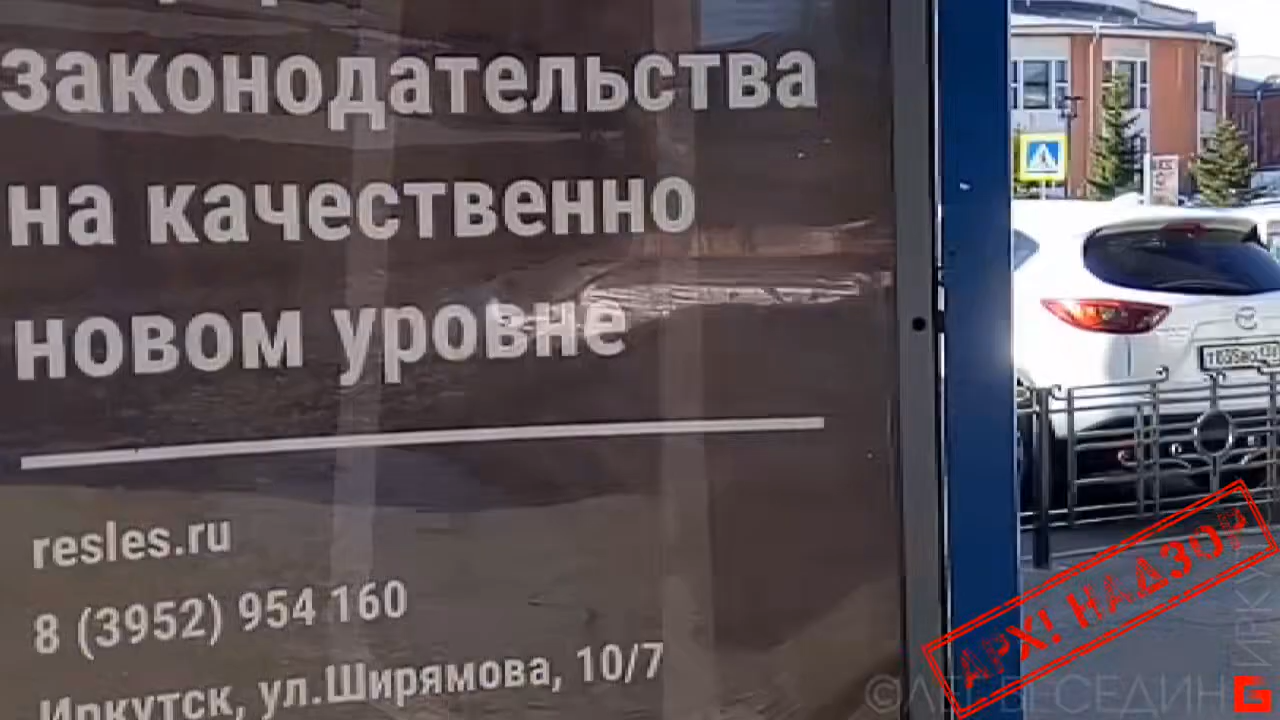 законодательства
на качественно
новом уровне
resles.ru
8 (3952) 954 160
Иркутск, ул.Ширямова, 10/7
АРХ! НАДЗОР